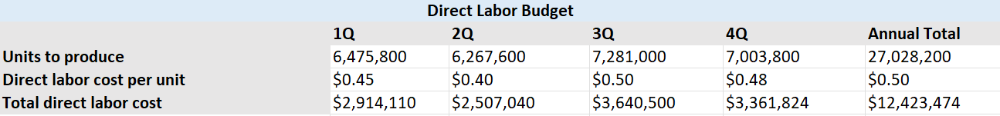 Direct Labor Budget
1Q 2Q 3Q 4Q Annual Total
Units to produce 6,475,800 6,267,600 7,281,000 7,003,800 27,028,200
Direct labor cost per unit $0.45 $0.40 $0.50 $0.48 $0.50
Total direct labor cost $2,914,110 $2,507,040 $3,640,500 $3,361,824 $12,423,474